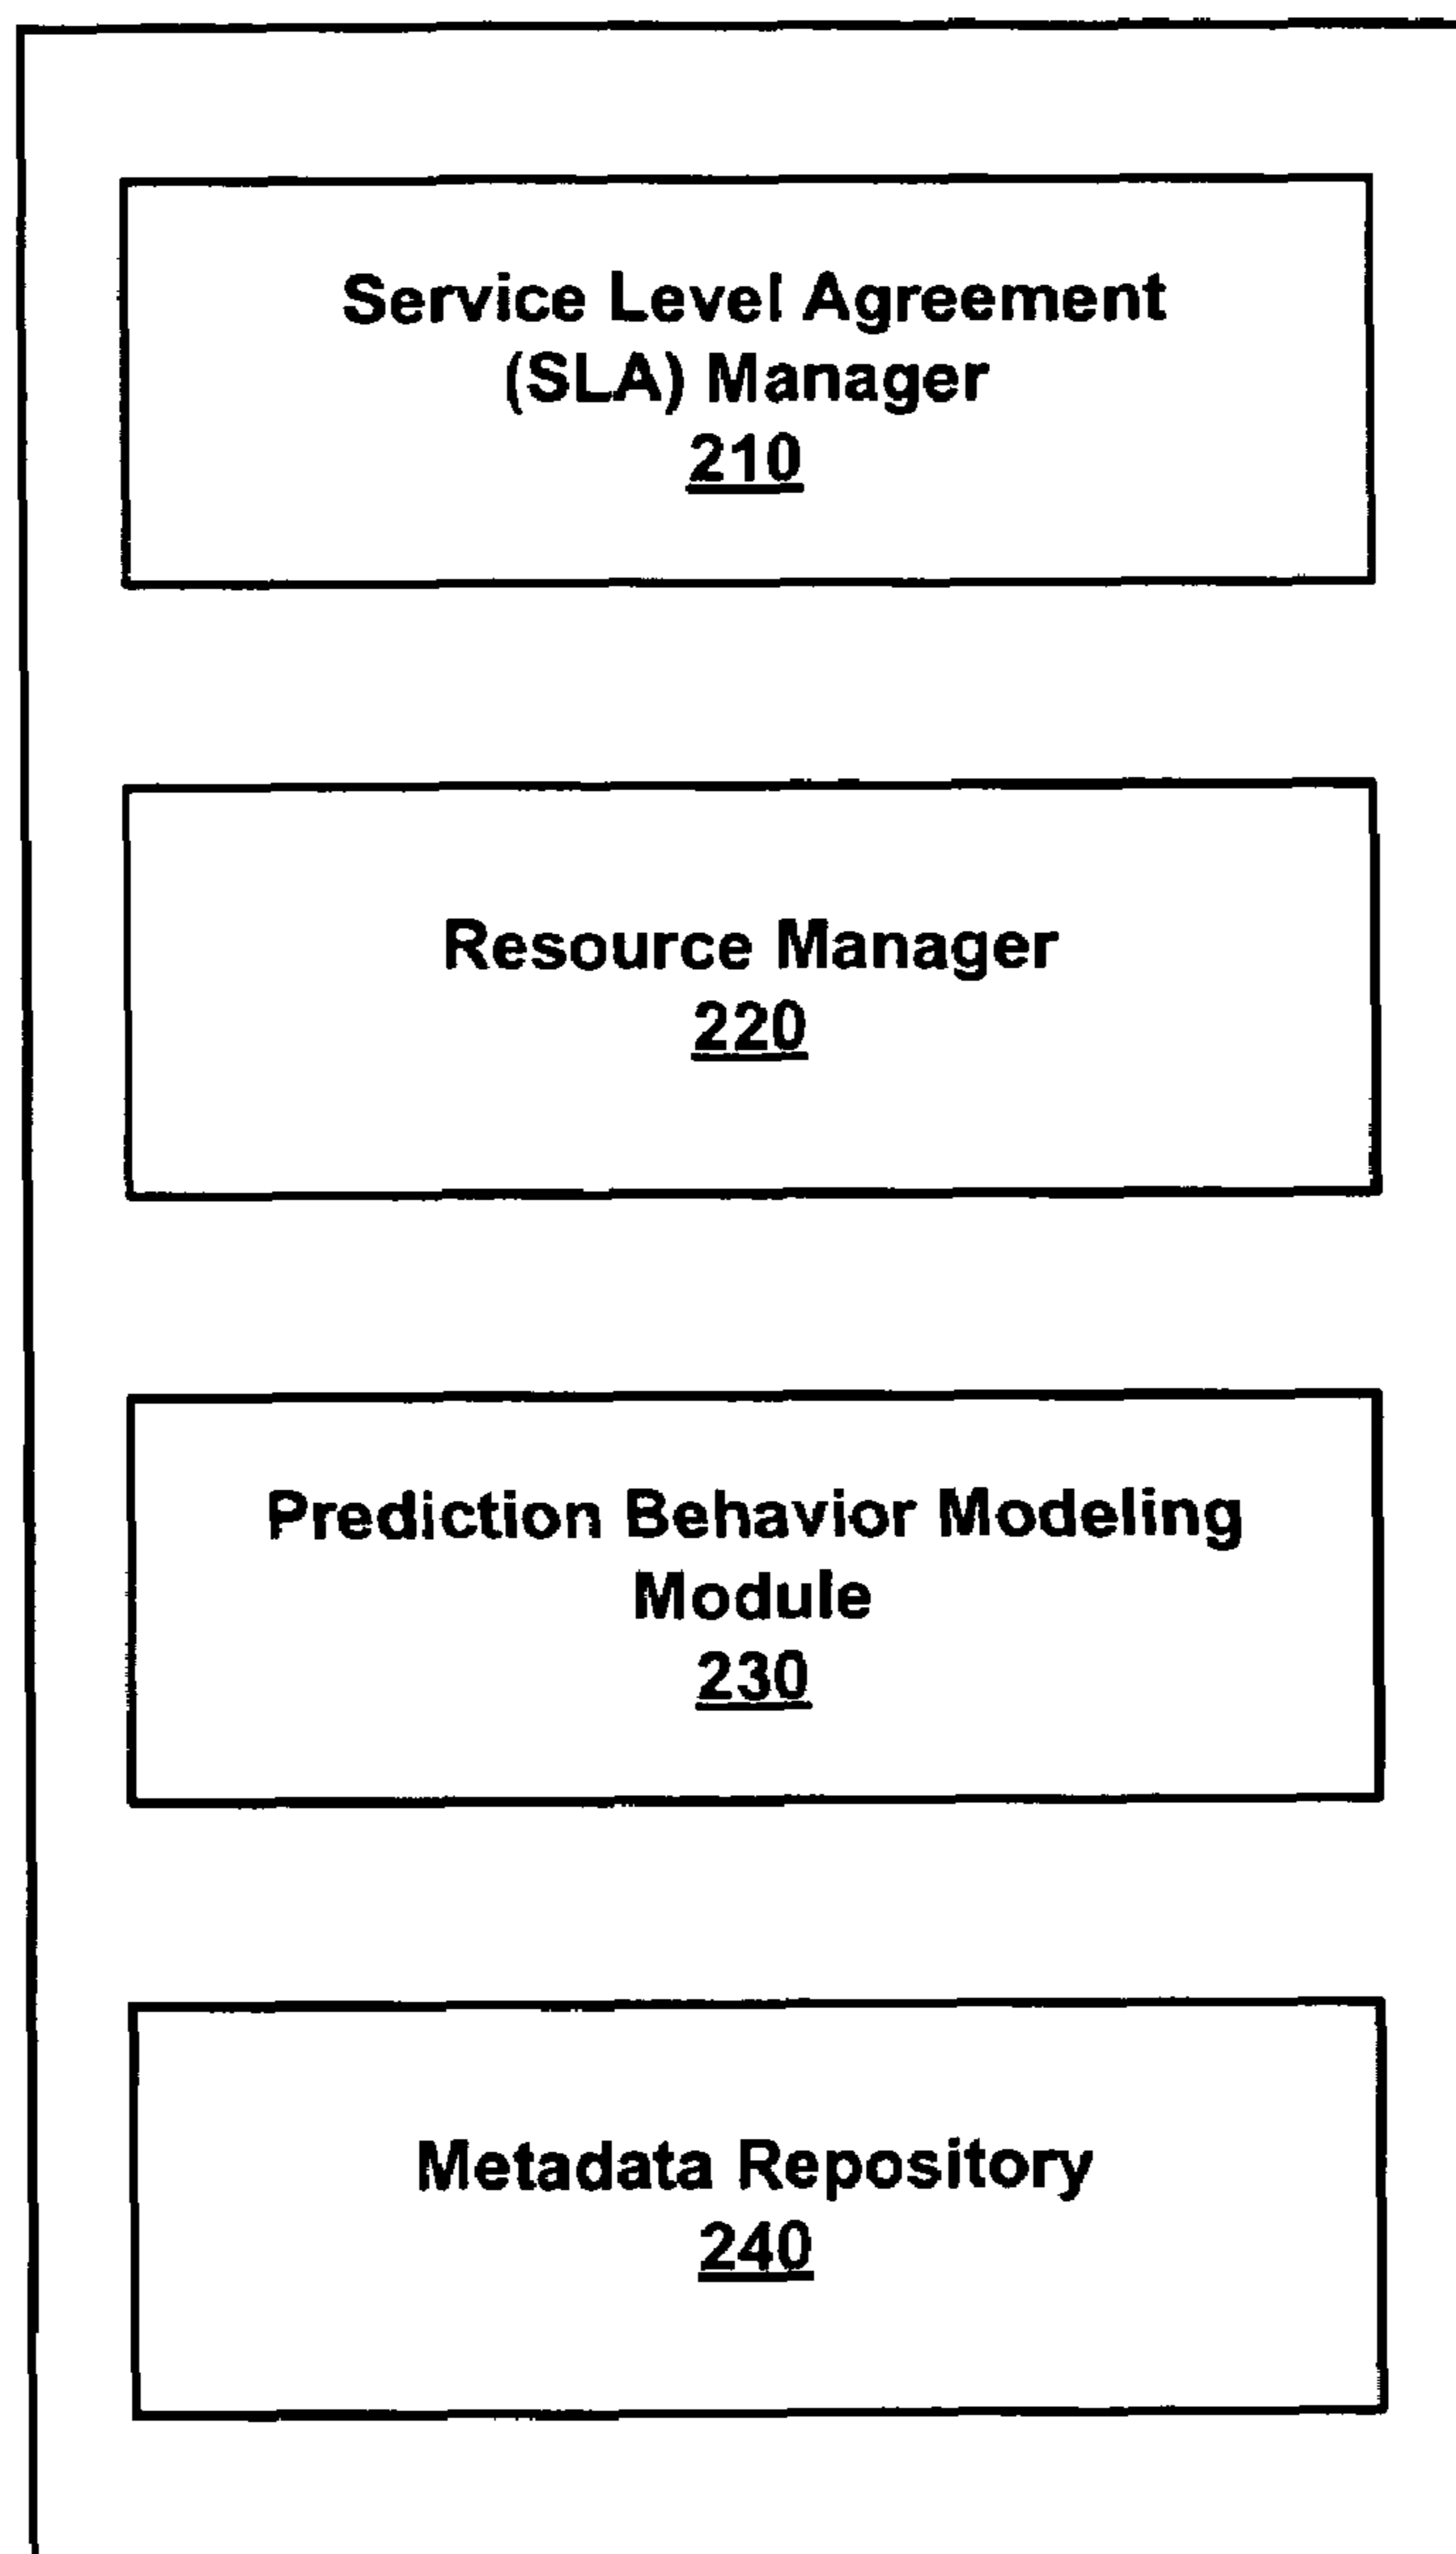 Service Level Agreement
(SLA) Manager
210
Resource Manager
220
Prediction Behavior Modeling
Module
230
Metadata Repository
240